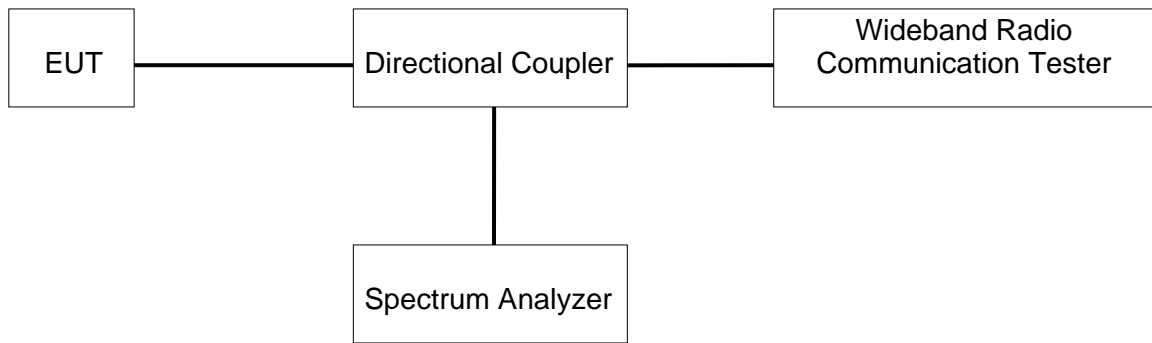 EUT
Directional Coupler
Wideband Radio
Communication Tester
Spectrum Analyzer